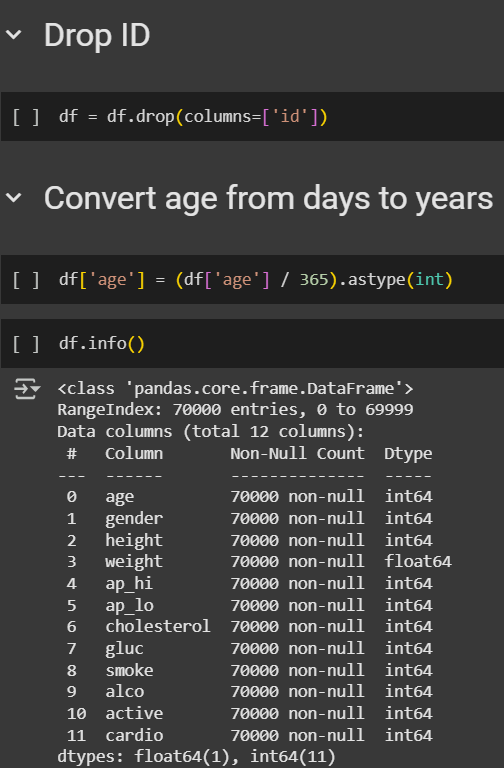 Drop ID
[ ] df = df.drop(columns=['id'])
Convert age from days to years
[ ] df['age'] = (df['age'] / 365).astype(int)
[ ] df.info()
<class 'pandas.core.frame.DataFrame'>
RangeIndex: 70000 entries, 0 to 69999
Data columns (total 12 columns):
 #   Column       Non-Null Count  Dtype
---  ------       --------------  -----
 0   age          70000 non-null  int64
 1   gender       70000 non-null  int64
 2   height       70000 non-null  int64
 3   weight       70000 non-null  float64
 4   ap_hi        70000 non-null  int64
 5   ap_lo        70000 non-null  int64
 6   cholesterol  70000 non-null  int64
 7   gluc         70000 non-null  int64
 8   smoke        70000 non-null  int64
 9   alco         70000 non-null  int64
 10  active       70000 non-null  int64
 11  cardio       70000 non-null  int64
dtypes: float64(1), int64(11)